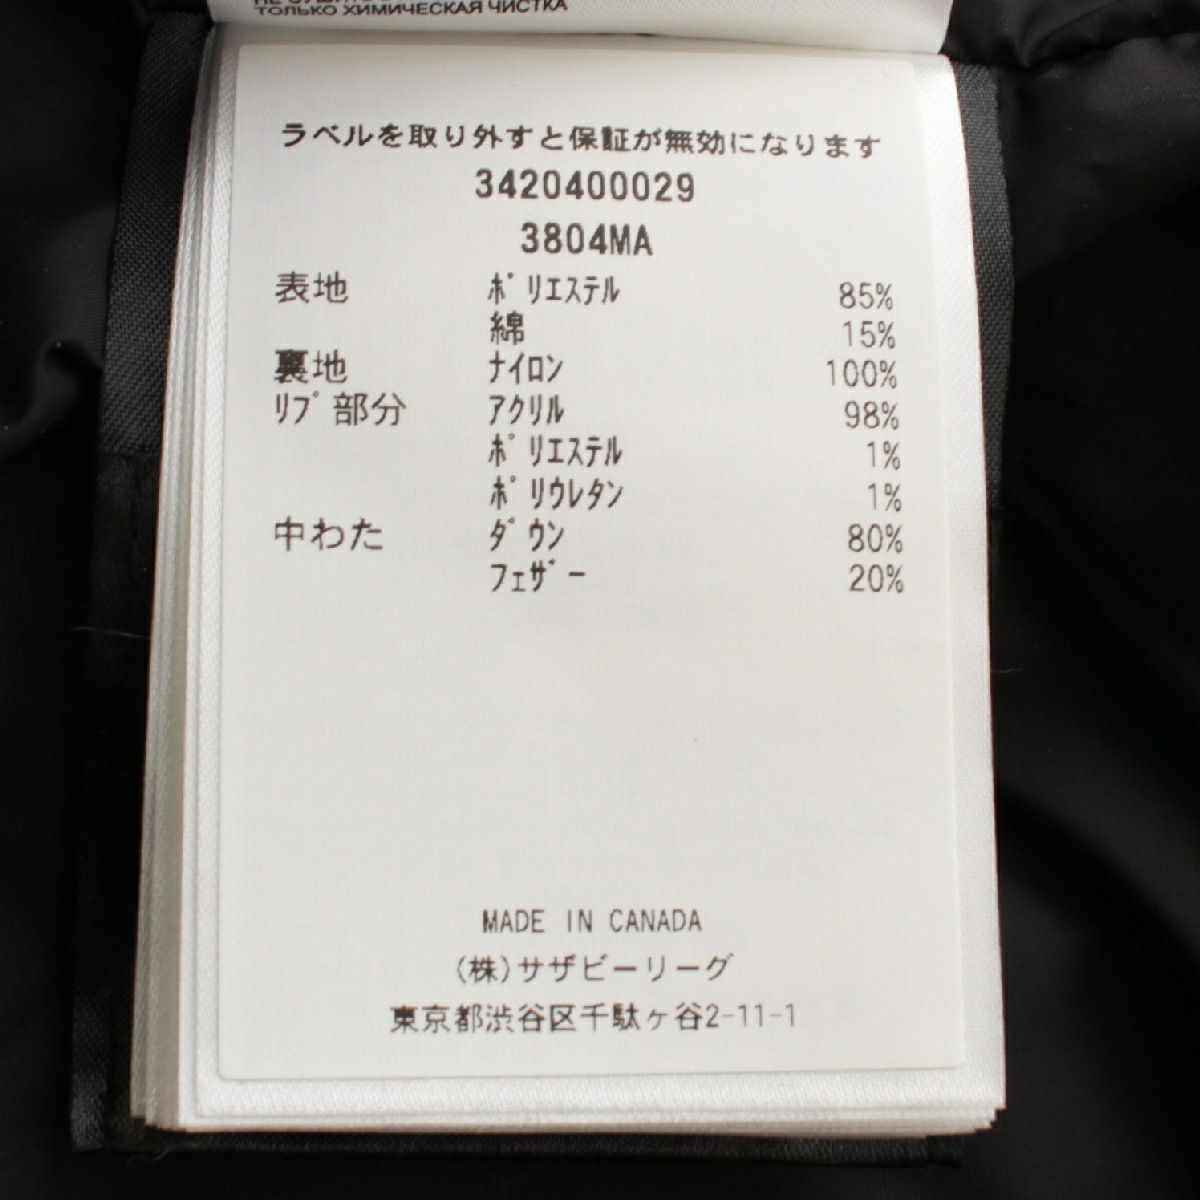 ТОЛЬКО ХИМИЧЕСКАЯ ЧИСТКА
ラベルを取り外すと保証が無効になります
3420400029
3804MA
表地 ﾎﾟﾘｴｽﾃﾙ 85%
綿 15%
裏地 ﾅｲﾛﾝ 100%
ﾘﾌﾞ部分 ｱｸﾘﾙ 98%
ﾎﾟﾘｴｽﾃﾙ 1%
ﾎﾟﾘｳﾚﾀﾝ 1%
中わた ﾀﾞｳﾝ 80%
ﾌｪｻﾞｰ 20%
MADE IN CANADA
(株)サザビーリーグ
東京都渋谷区千駄ヶ谷2-11-1